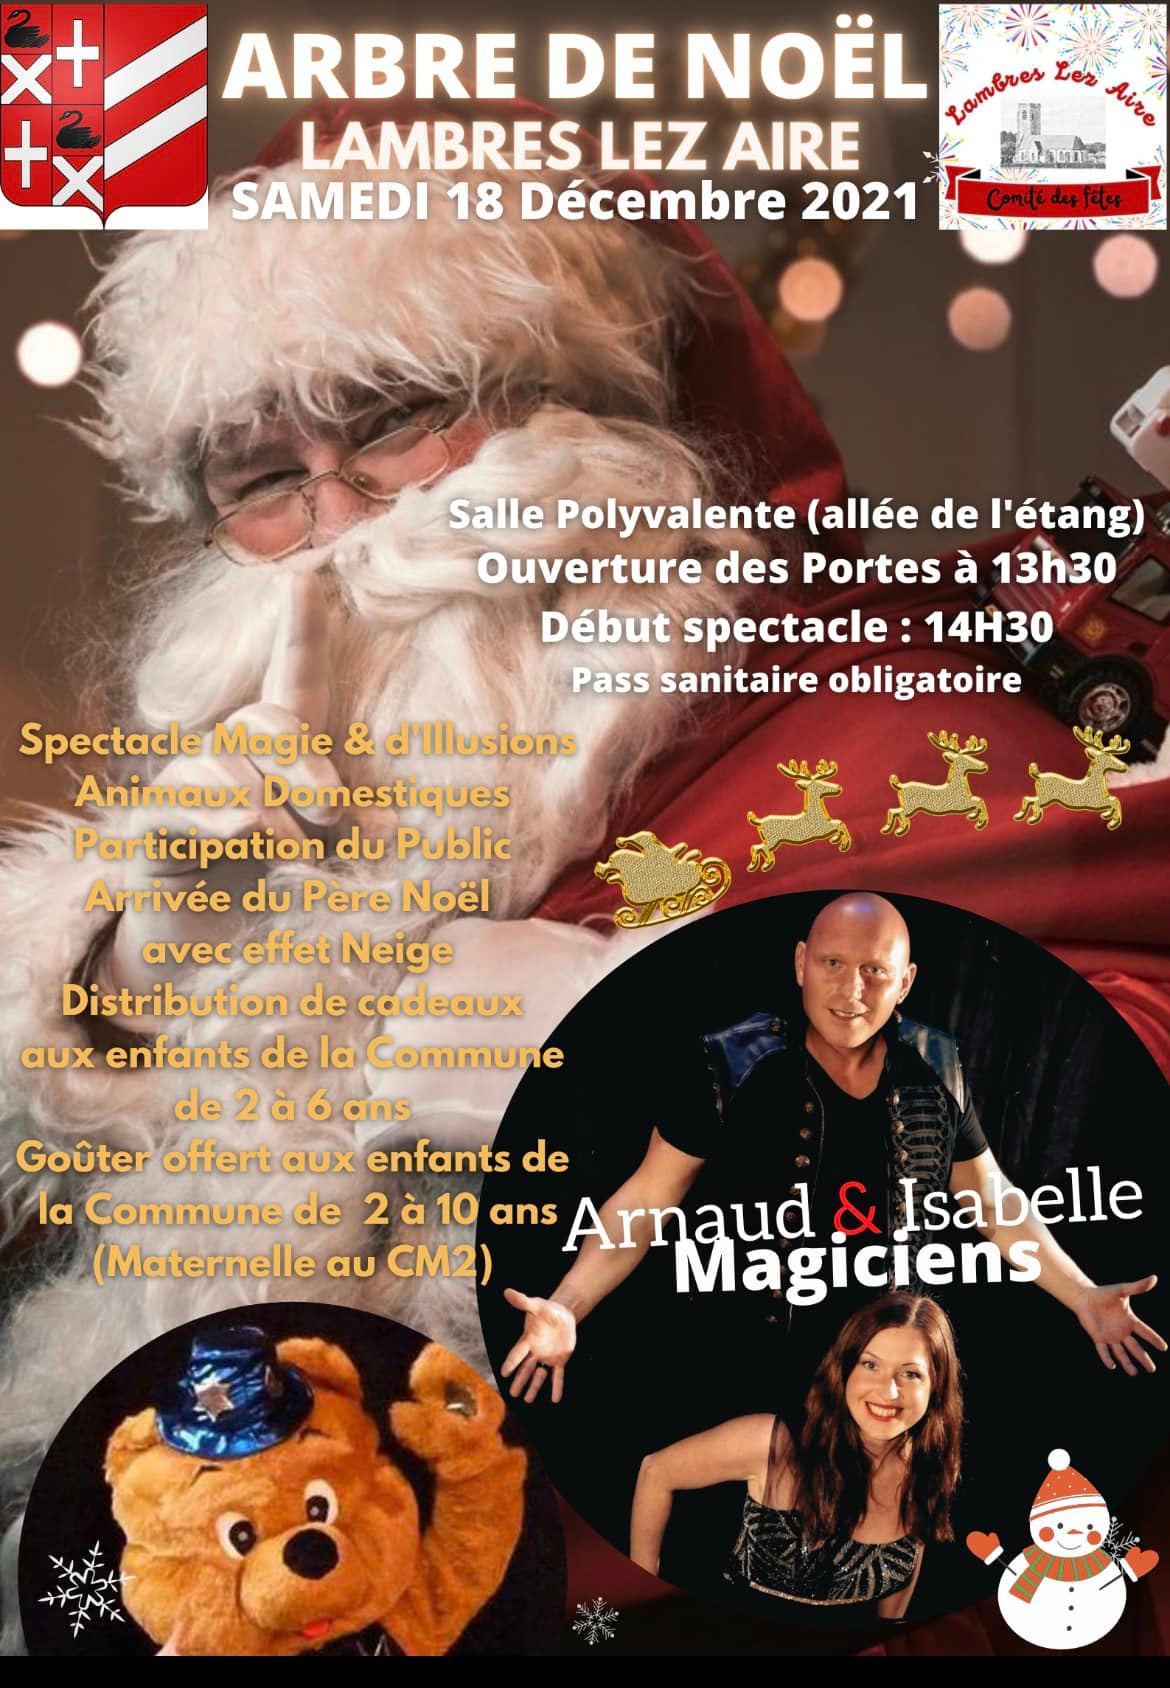 ARBRE DE NOËL
LAMBRES LEZ AIRE
SAMEDI 18 Décembre 2021
Lambres Lez Aire
Comité des fêtes
Salle Polyvalente (allée de l'étang)
Ouverture des Portes à 13h30
Début spectacle : 14H30
Pass sanitaire obligatoire
Spectacle Magie & d'Illusions
Animaux Domestiques
Participation du Public
Arrivée du Père Noël
avec effet Neige
Distribution de cadeaux
aux enfants de la Commune
de 2 à 6 ans
Goûter offert aux enfants de
la Commune de 2 à 10 ans
(Maternelle au CM2)
Arnaud & Isabelle
Magiciens